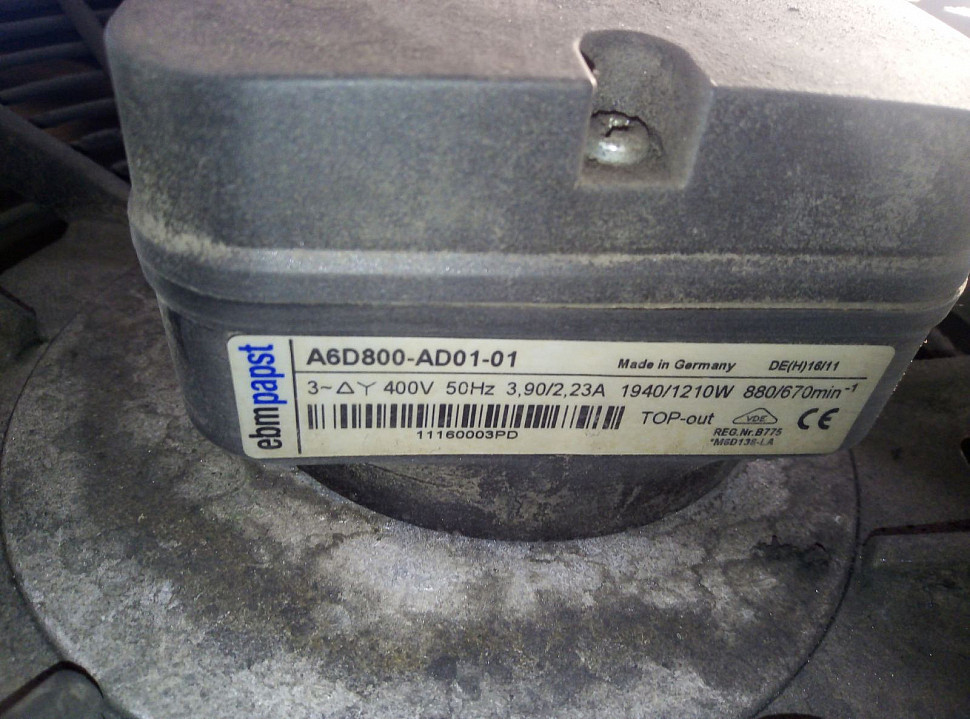 ebmpapst
A6D800-AD01-01 Made in Germany DE(H)16/11
3~ △ Y 400V 50Hz 3,90/2,23A 1940/1210W 880/670min⁻¹
TOP-out VDE CE
11160003PD REG.Nr.B775
*M6D138-LA